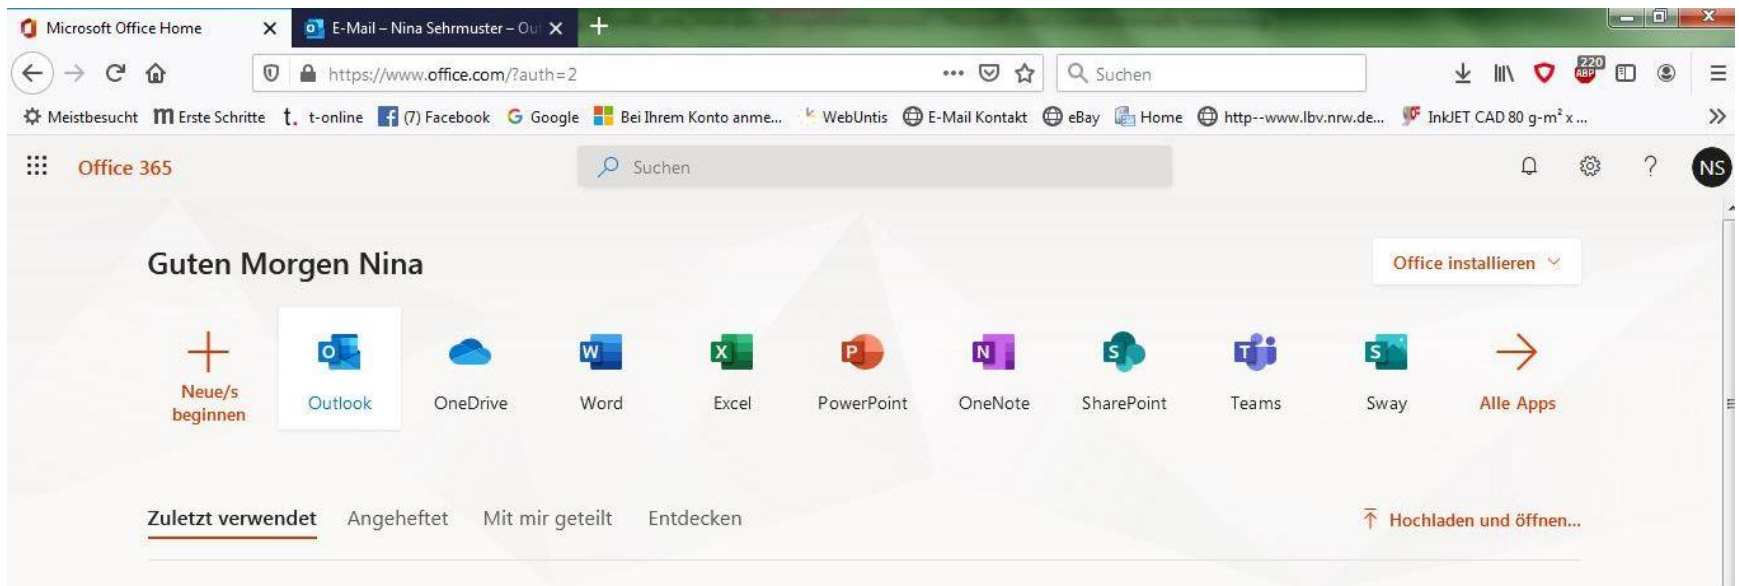 Microsoft Office Home
E-Mail – Nina Sehrmuster – Ou
https://www.office.com/?auth=2
Suchen
220
ABP
Meistbesucht
Erste Schritte
t-online
(7) Facebook
Google
Bei Ihrem Konto anme...
WebUntis
E-Mail Kontakt
eBay
Home
http--www.lbv.nrw.de...
InkJET CAD 80 g-m² x ...
Office 365
Suchen
NS
Guten Morgen Nina
Office installieren
Neue/s
beginnen
Outlook
OneDrive
Word
Excel
PowerPoint
OneNote
SharePoint
Teams
Sway
Alle Apps
Zuletzt verwendet
Angeheftet
Mit mir geteilt
Entdecken
Hochladen und öffnen...